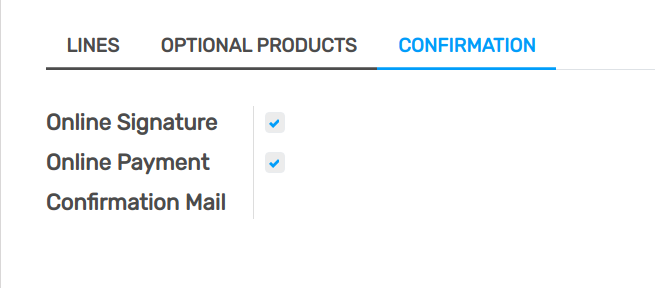 LINES OPTIONAL PRODUCTS CONFIRMATION
Online Signature
Online Payment
Confirmation Mail